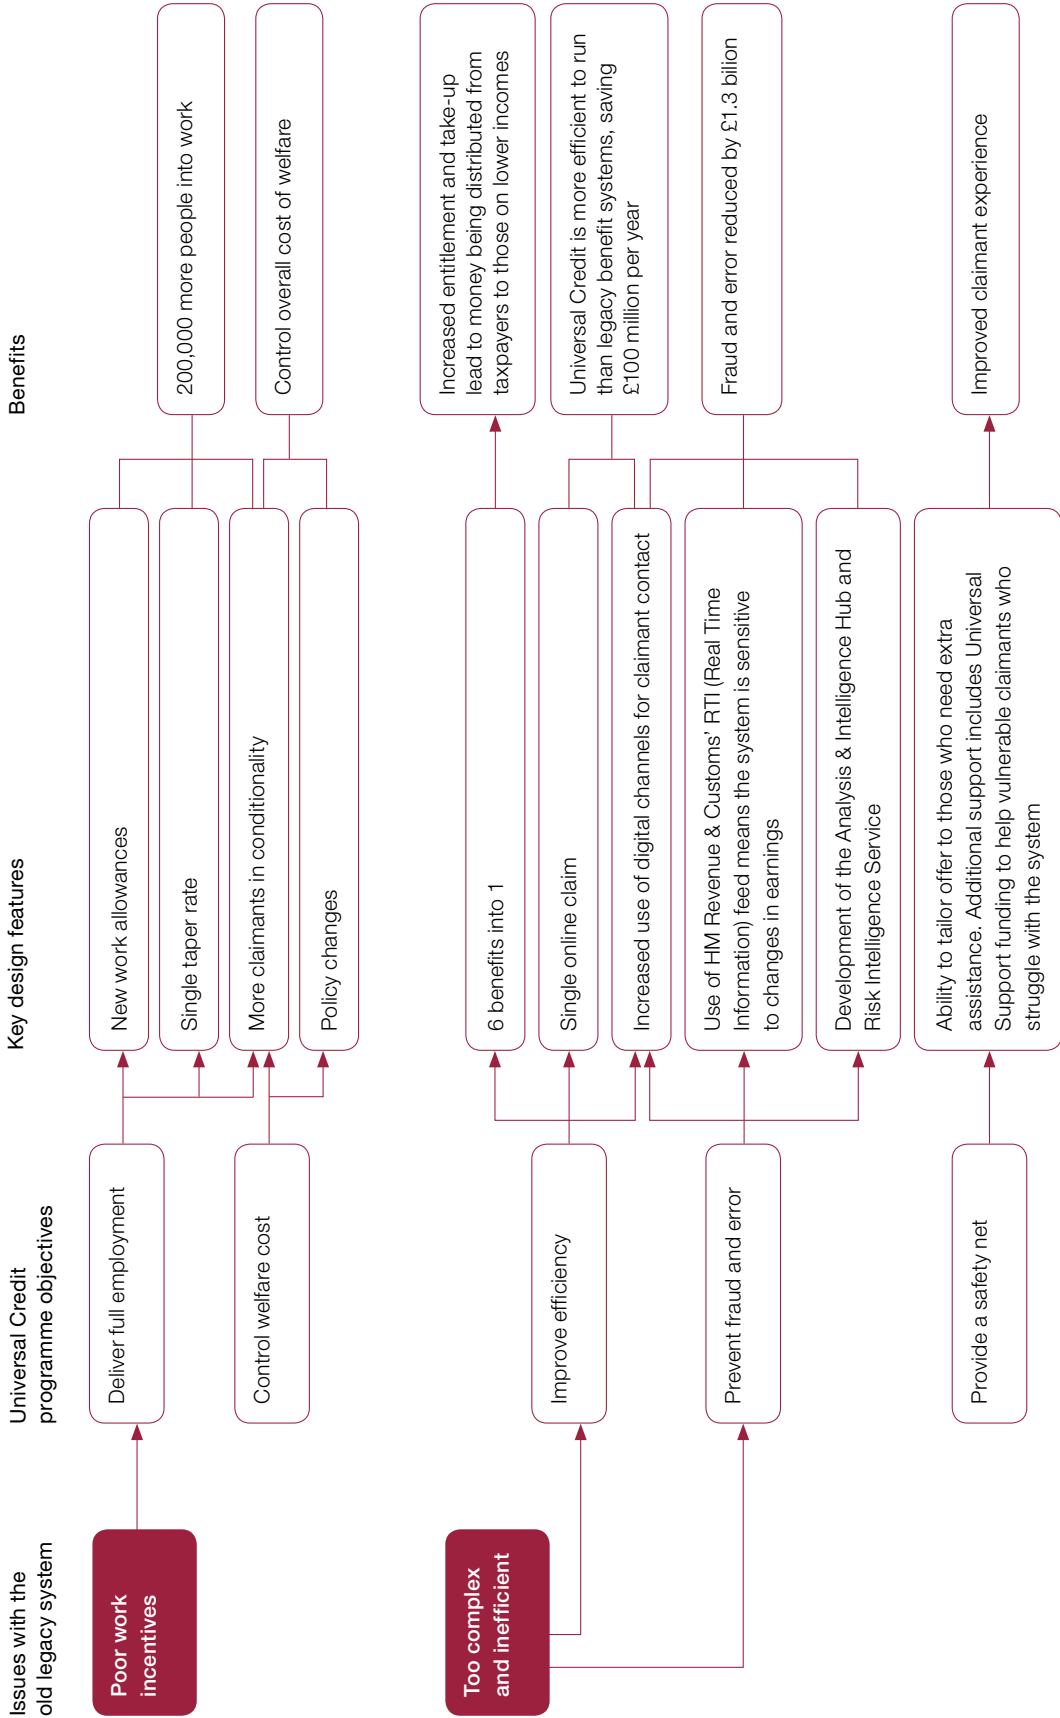 Issues with the
old legacy system
Universal Credit
programme objectives
Key design features
Benefits
Poor work
incentives
Deliver full employment
Control welfare cost
New work allowances
Single taper rate
More claimants in conditionality
Policy changes
200,000 more people into work
Control overall cost of welfare
Too complex
and inefficient
Improve efficiency
Prevent fraud and error
Provide a safety net
6 benefits into 1
Single online claim
Increased use of digital channels for claimant contact
Use of HM Revenue & Customs’ RTI (Real Time
Information) feed means the system is sensitive
to changes in earnings
Development of the Analysis & Intelligence Hub and
Risk Intelligence Service
Ability to tailor offer to those who need extra
assistance. Additional support includes Universal
Support funding to help vulnerable claimants who
struggle with the system
Increased entitlement and take-up
lead to money being distributed from
taxpayers to those on lower incomes
Universal Credit is more efficient to run
than legacy benefit systems, saving
£100 million per year
Fraud and error reduced by £1.3 bilion
Improved claimant experience